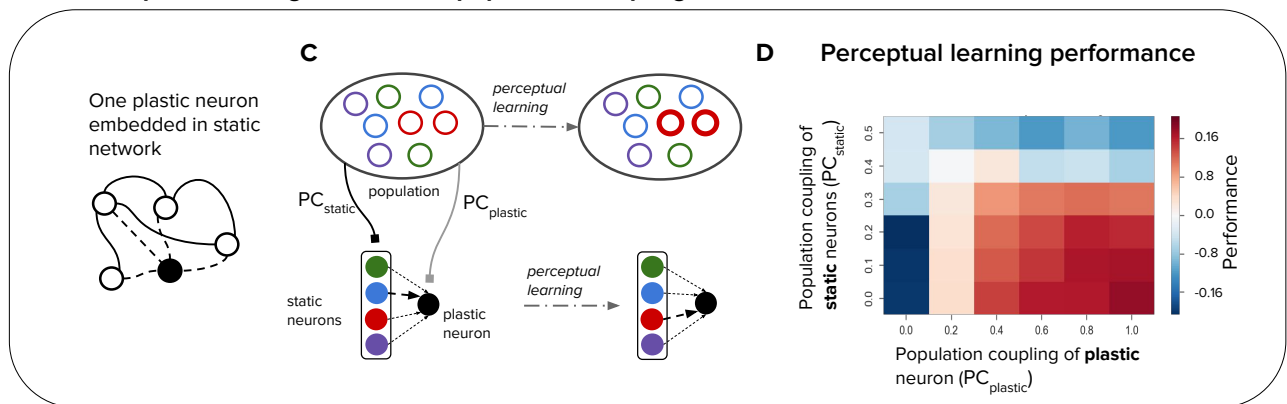 C
D
Perceptual learning performance
One plastic neuron
embedded in static
network
perceptual
learning
population
PCstatic
PCplastic
static
neurons
plastic
neuron
perceptual
learning
Population coupling of
static neurons (PCstatic)
0.5
0.4
0.3
0.2
0.1
0.0
0.0
0.2
0.4
0.6
0.8
1.0
Population coupling of plastic
neuron (PCplastic)
0.16
0.8
0.0
-0.8
-0.16
Performance